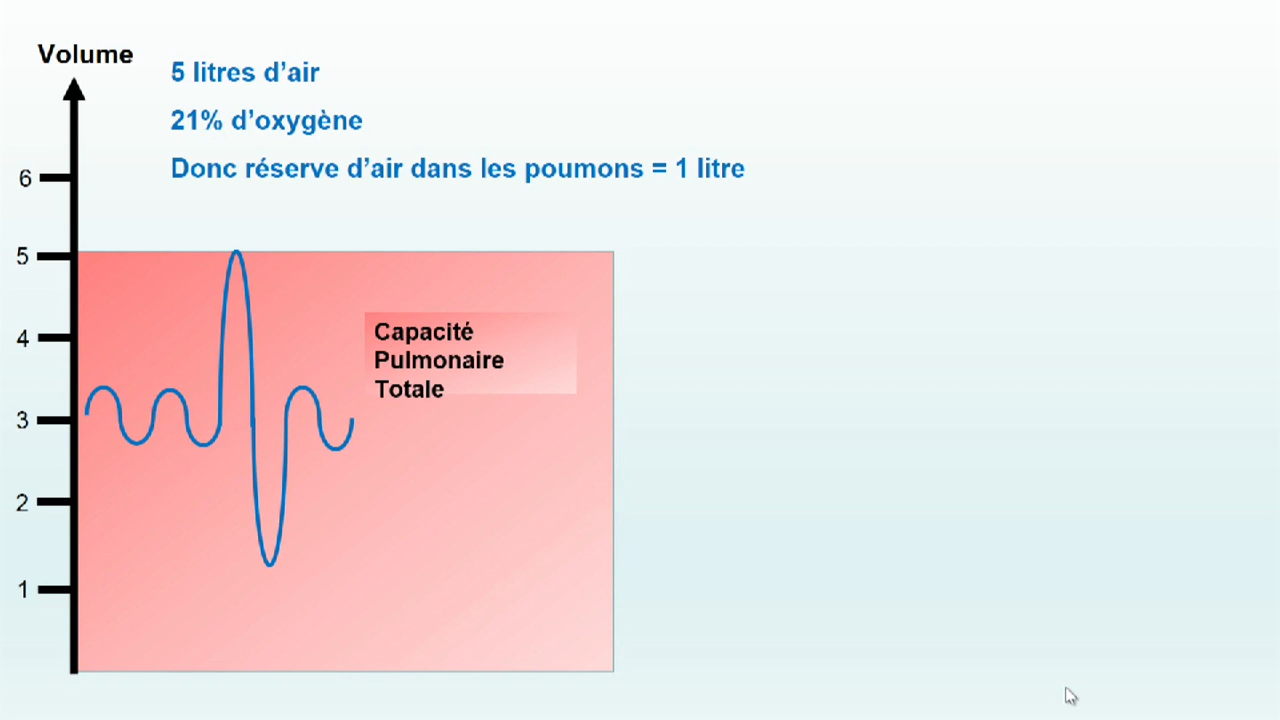 Volume
5 litres d’air
21% d’oxygène
Donc réserve d’air dans les poumons = 1 litre
6
5
4
3
2
1
Capacité
Pulmonaire
Totale